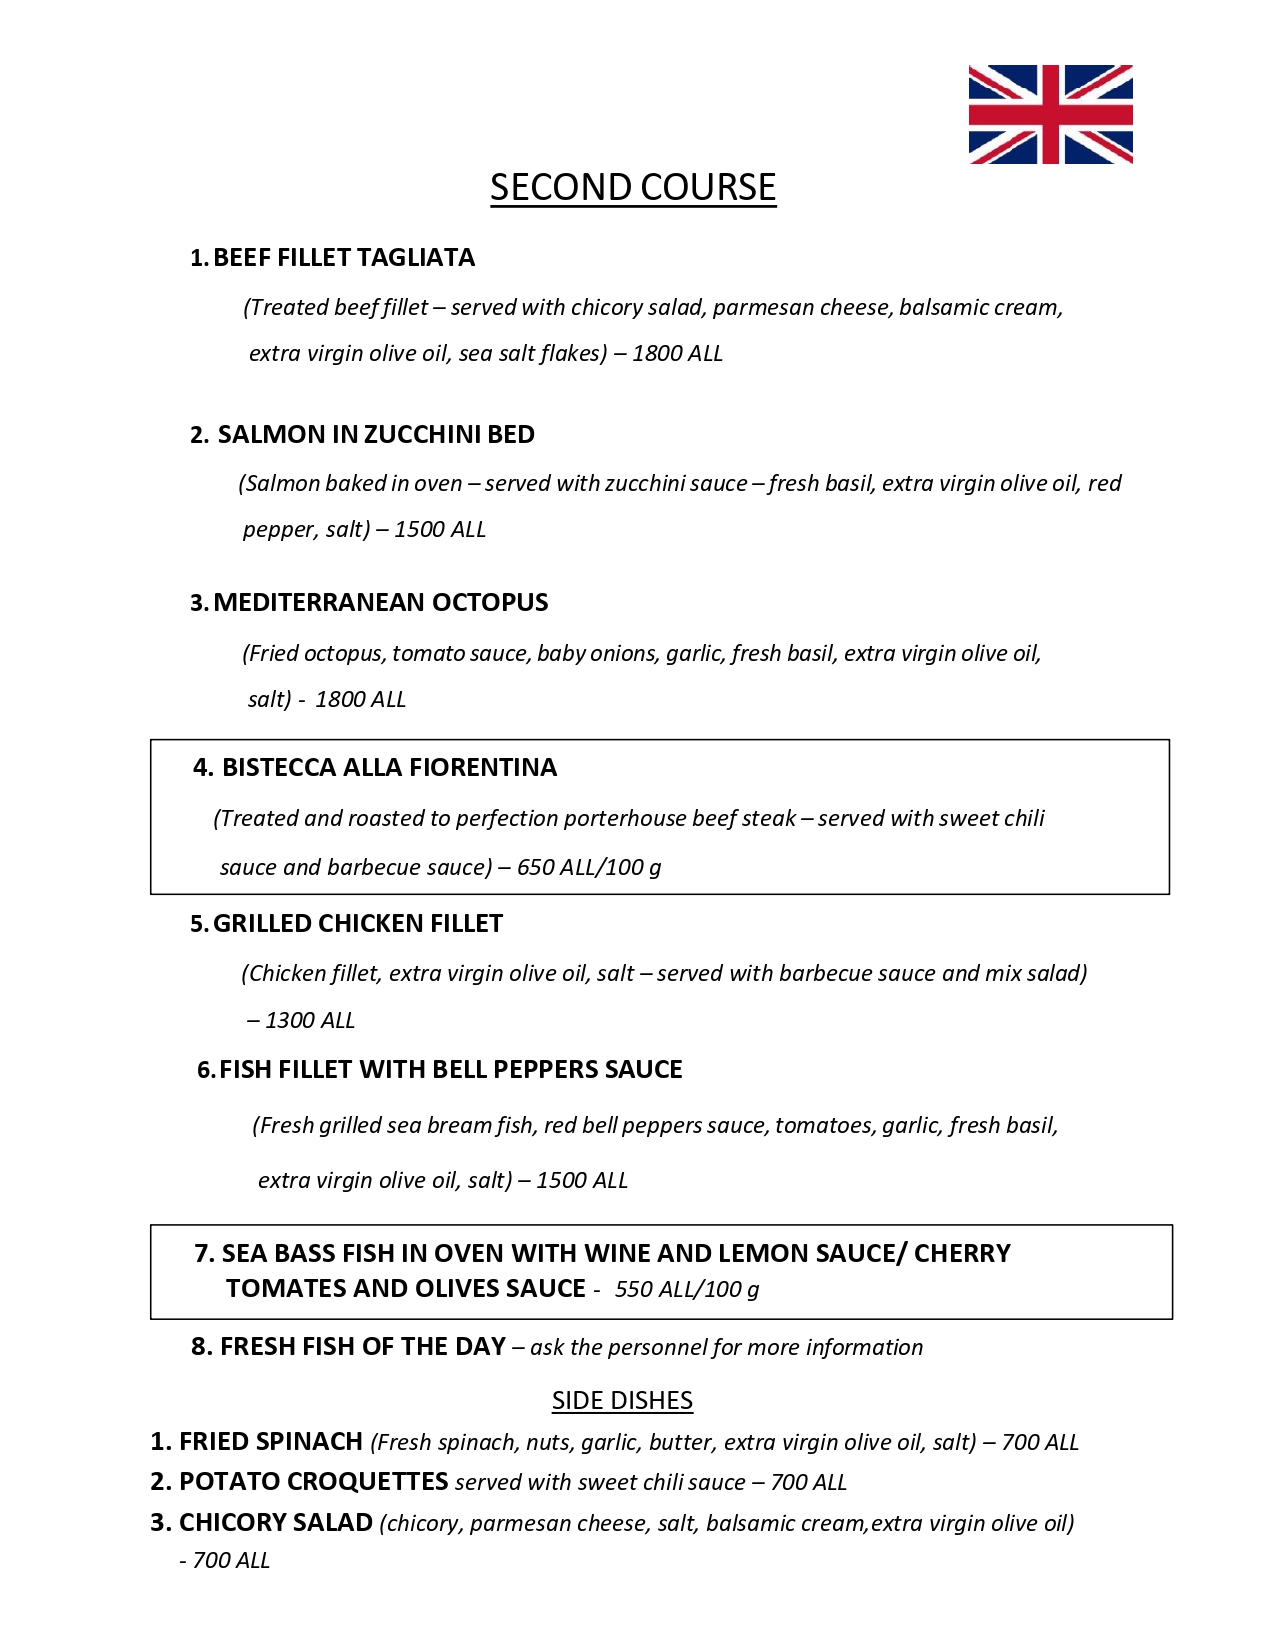 SECOND COURSE
1. BEEF FILLET TAGLIATA
(Treated beef fillet – served with chicory salad, parmesan cheese, balsamic cream,
extra virgin olive oil, sea salt flakes) – 1800 ALL
2. SALMON IN ZUCCHINI BED
(Salmon baked in oven – served with zucchini sauce – fresh basil, extra virgin olive oil, red
pepper, salt) – 1500 ALL
3. MEDITERRANEAN OCTOPUS
(Fried octopus, tomato sauce, baby onions, garlic, fresh basil, extra virgin olive oil,
salt) - 1800 ALL
4. BISTECCA ALLA FIORENTINA
(Treated and roasted to perfection porterhouse beef steak – served with sweet chili
sauce and barbecue sauce) – 650 ALL/100 g
5. GRILLED CHICKEN FILLET
(Chicken fillet, extra virgin olive oil, salt – served with barbecue sauce and mix salad)
– 1300 ALL
6. FISH FILLET WITH BELL PEPPERS SAUCE
(Fresh grilled sea bream fish, red bell peppers sauce, tomatoes, garlic, fresh basil,
extra virgin olive oil, salt) – 1500 ALL
7. SEA BASS FISH IN OVEN WITH WINE AND LEMON SAUCE/ CHERRY
TOMATES AND OLIVES SAUCE - 550 ALL/100 g
8. FRESH FISH OF THE DAY – ask the personnel for more information
SIDE DISHES
1. FRIED SPINACH (Fresh spinach, nuts, garlic, butter, extra virgin olive oil, salt) – 700 ALL
2. POTATO CROQUETTES served with sweet chili sauce – 700 ALL
3. CHICORY SALAD (chicory, parmesan cheese, salt, balsamic cream,extra virgin olive oil)
- 700 ALL